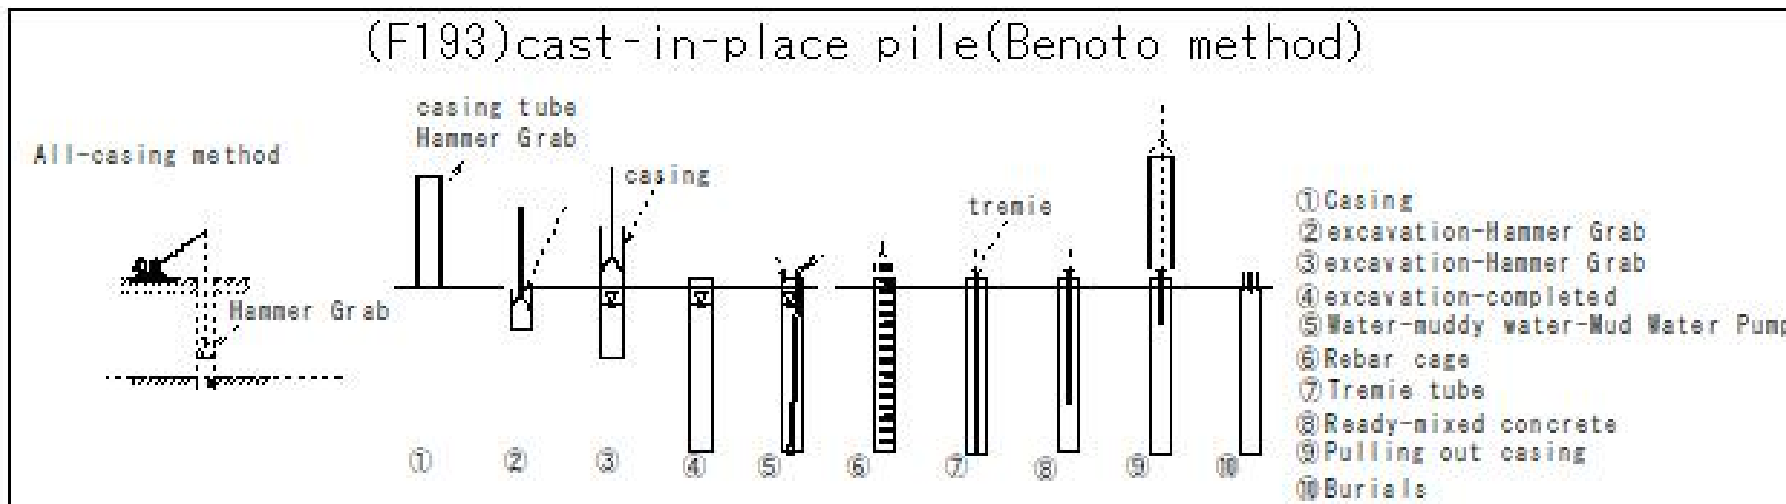 (F193)cast-in-place pile(Benoto method)
All-casing method
Hammer Grab
casing tube
Hammer Grab
casing
tremie
① ② ③ ④ ⑤ ⑥ ⑦ ⑧ ⑨ ⑩
①Casing
②excavation-Hammer Grab
③excavation-Hammer Grab
④excavation-completed
⑤Water-muddy water-Mud Water Pump
⑥Rebar cage
⑦Tremie tube
⑧Ready-mixed concrete
⑨Pulling out casing
⑩Burials